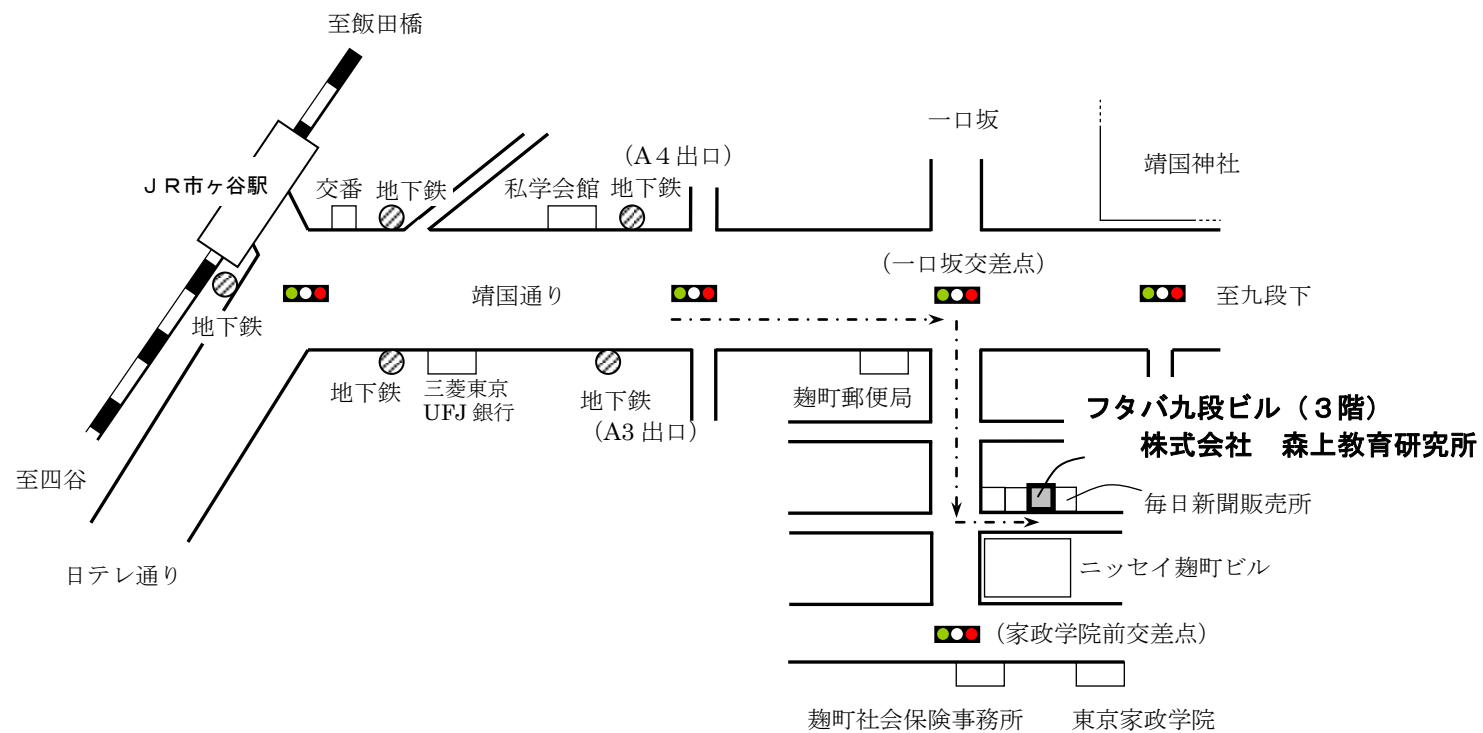 至飯田橋
一口坂
(A4出口)
靖国神社
JR市ヶ谷駅
交番
地下鉄
私学会館
地下鉄
(一口坂交差点)
靖国通り
至九段下
地下鉄
地下鉄
三菱東京
UFJ銀行
地下鉄
(A3出口)
麹町郵便局
フタバ九段ビル(3階)
株式会社 森上教育研究所
至四谷
毎日新聞販売所
日テレ通り
ニッセイ麹町ビル
(家政学院前交差点)
麹町社会保険事務所
東京家政学院